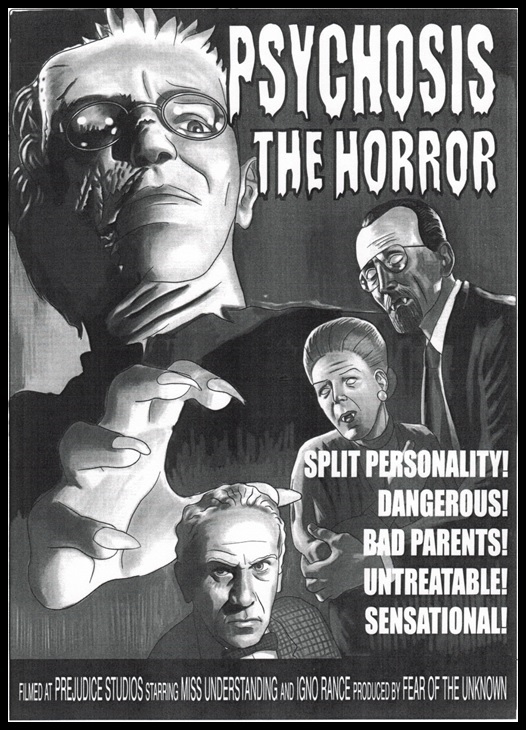 PSYCHOSIS
THE HORROR
SPLIT PERSONALITY!
DANGEROUS!
BAD PARENTS!
UNTREATABLE!
SENSATIONAL!
FILMED AT PREJUDICE STUDIOS STARRING MISS UNDERSTANDING AND IGNO RANCE PRODUCED BY FEAR OF THE UNKNOWN